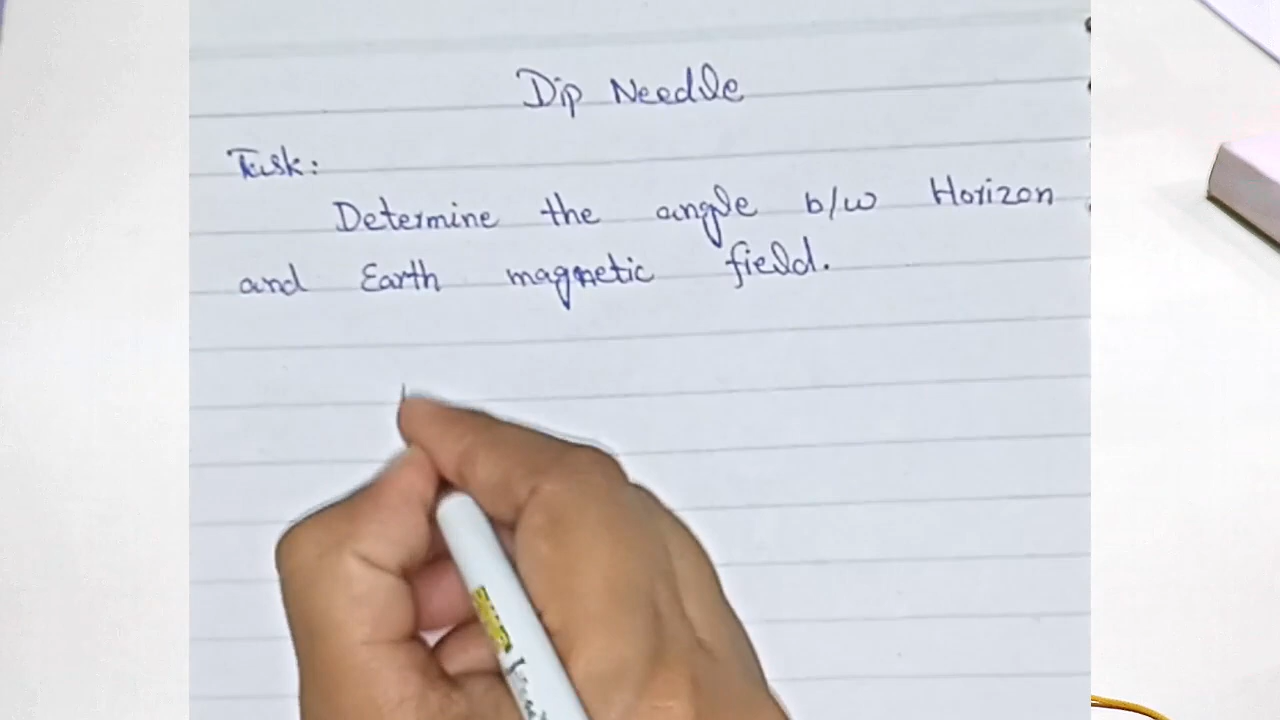 Dip Needle
Task:
Determine the angle b/w Horizon
and Earth magnetic field.